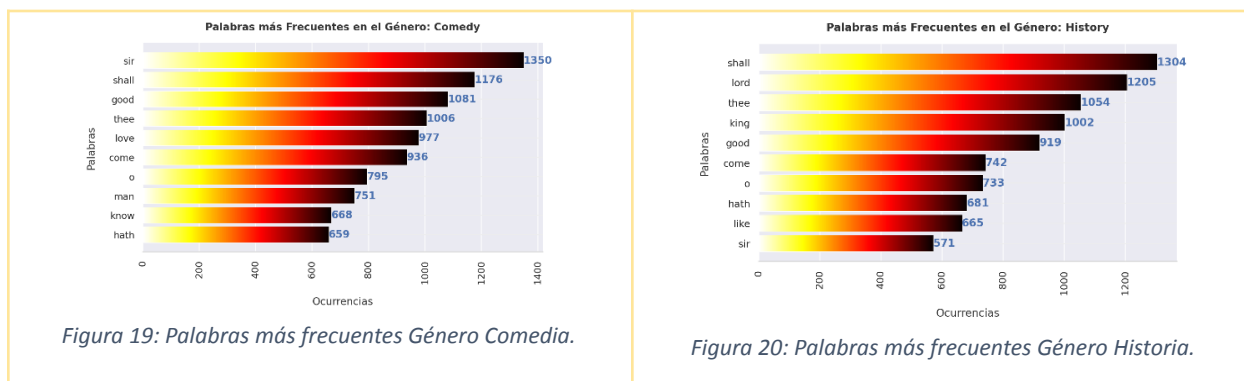 Palabras más Frecuentes en el Género: Comedy
Palabras
sir 1350
shall 1176
good 1081
thee 1006
love 977
come 936
o 795
man 751
know 668
hath 659
0 200 400 600 800 1000 1200 1400
Ocurrencias
Figura 19: Palabras más frecuentes Género Comedia.
Palabras más Frecuentes en el Género: History
Palabras
shall 1304
lord 1205
thee 1054
king 1002
good 919
come 742
o 733
hath 681
like 665
sir 571
0 200 400 600 800 1000 1200
Ocurrencias
Figura 20: Palabras más frecuentes Género Historia.